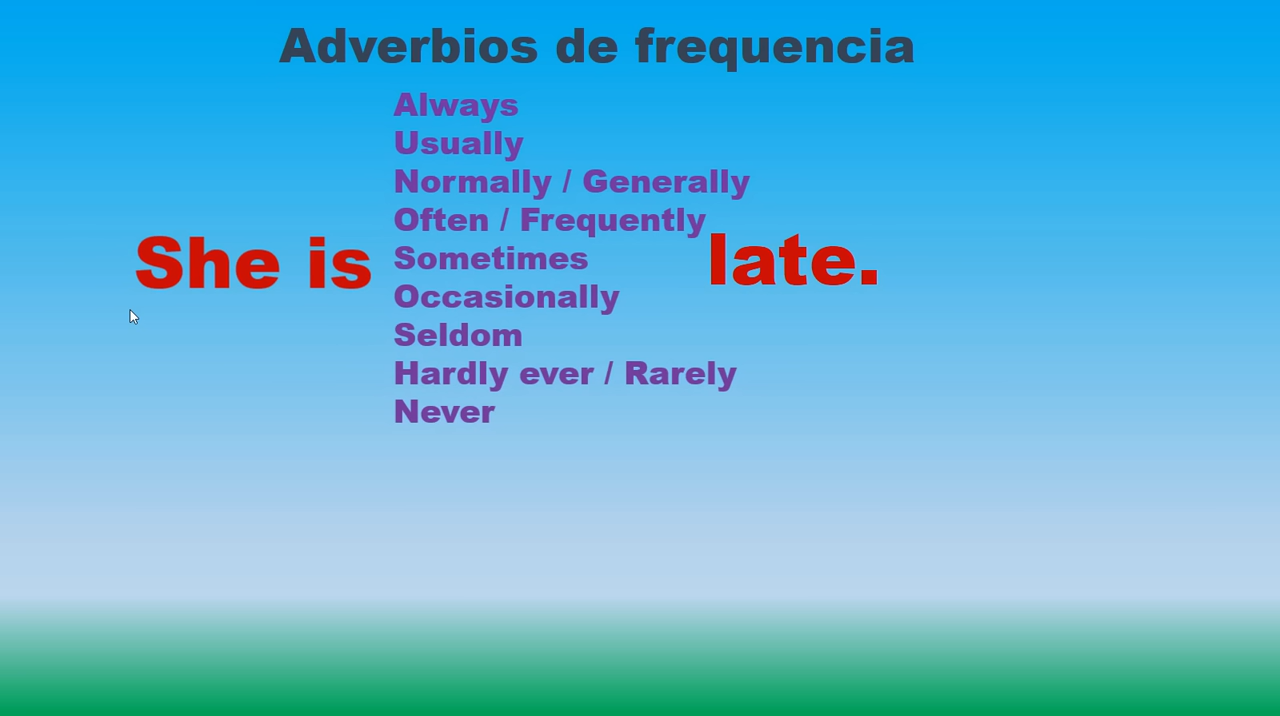 Adverbios de frequencia
Always
Usually
Normally / Generally
Often / Frequently
She is
Sometimes
late.
Occasionally
Seldom
Hardly ever / Rarely
Never